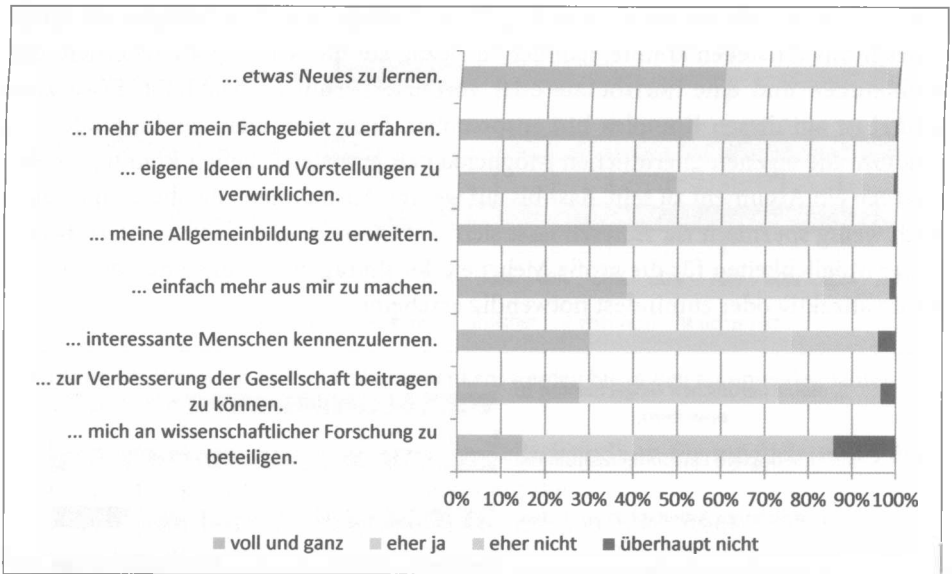 ... etwas Neues zu lernen.
... mehr über mein Fachgebiet zu erfahren.
... eigene Ideen und Vorstellungen zu
verwirklichen.
... meine Allgemeinbildung zu erweitern.
... einfach mehr aus mir zu machen.
... interessante Menschen kennenzulernen.
... zur Verbesserung der Gesellschaft beitragen
zu können.
... mich an wissenschaftlicher Forschung zu
beteiligen.
0% 10% 20% 30% 40% 50% 60% 70% 80% 90% 100%
voll und ganz eher ja eher nicht überhaupt nicht